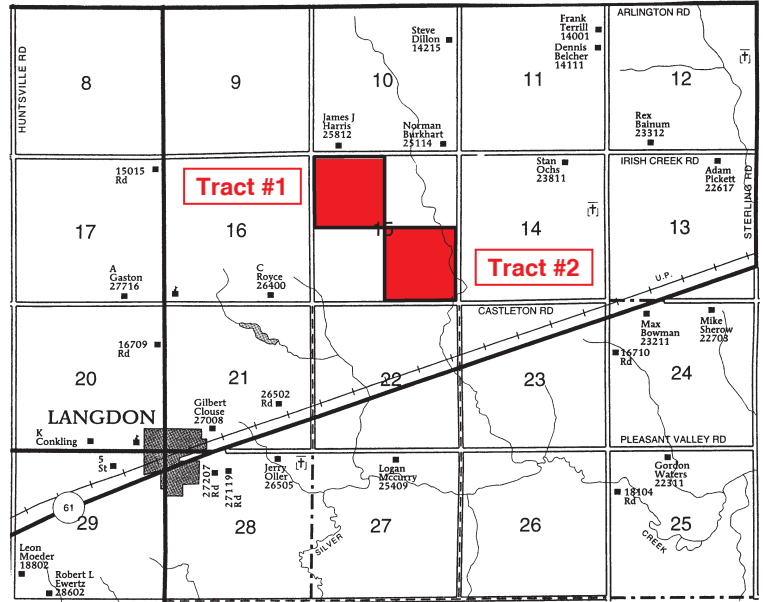 ARLINGTON RD
HUNTSVILLE RD
8
9
10
Steve
Dillon
14215
James J
Harris
25812
Norman
Burkhart
25114
11
Frank
Terrill
14001
Dennis
Belcher
14111
12
Rex
Bainum
23312
15015
Rd
17
A
Gaston
27716
Tract #1
16
C
Royce
26400
15
Tract #2
Stan
Ochs
23811
14
IRISH CREEK RD
Adam
Pickett
22617
STERLING RD
13
U.P.
CASTLETON RD
16709
Rd
20
LANGDON
K
Conkling
5
St
21
Gilbert
Clouse
27008
26502
Rd
22
23
Max
Bowman
23211
Mike
Sherow
22703
16710
Rd
24
PLEASANT VALLEY RD
61
29
Leon
Moeder
18802
Robert L
Ewertz
28602
27207
Rd
27119
Rd
28
Jerry
Oller
26505
SILVER
Logan
Mccurry
25409
27
26
Gordon
Waters
22311
18104
Rd
25
CREEK